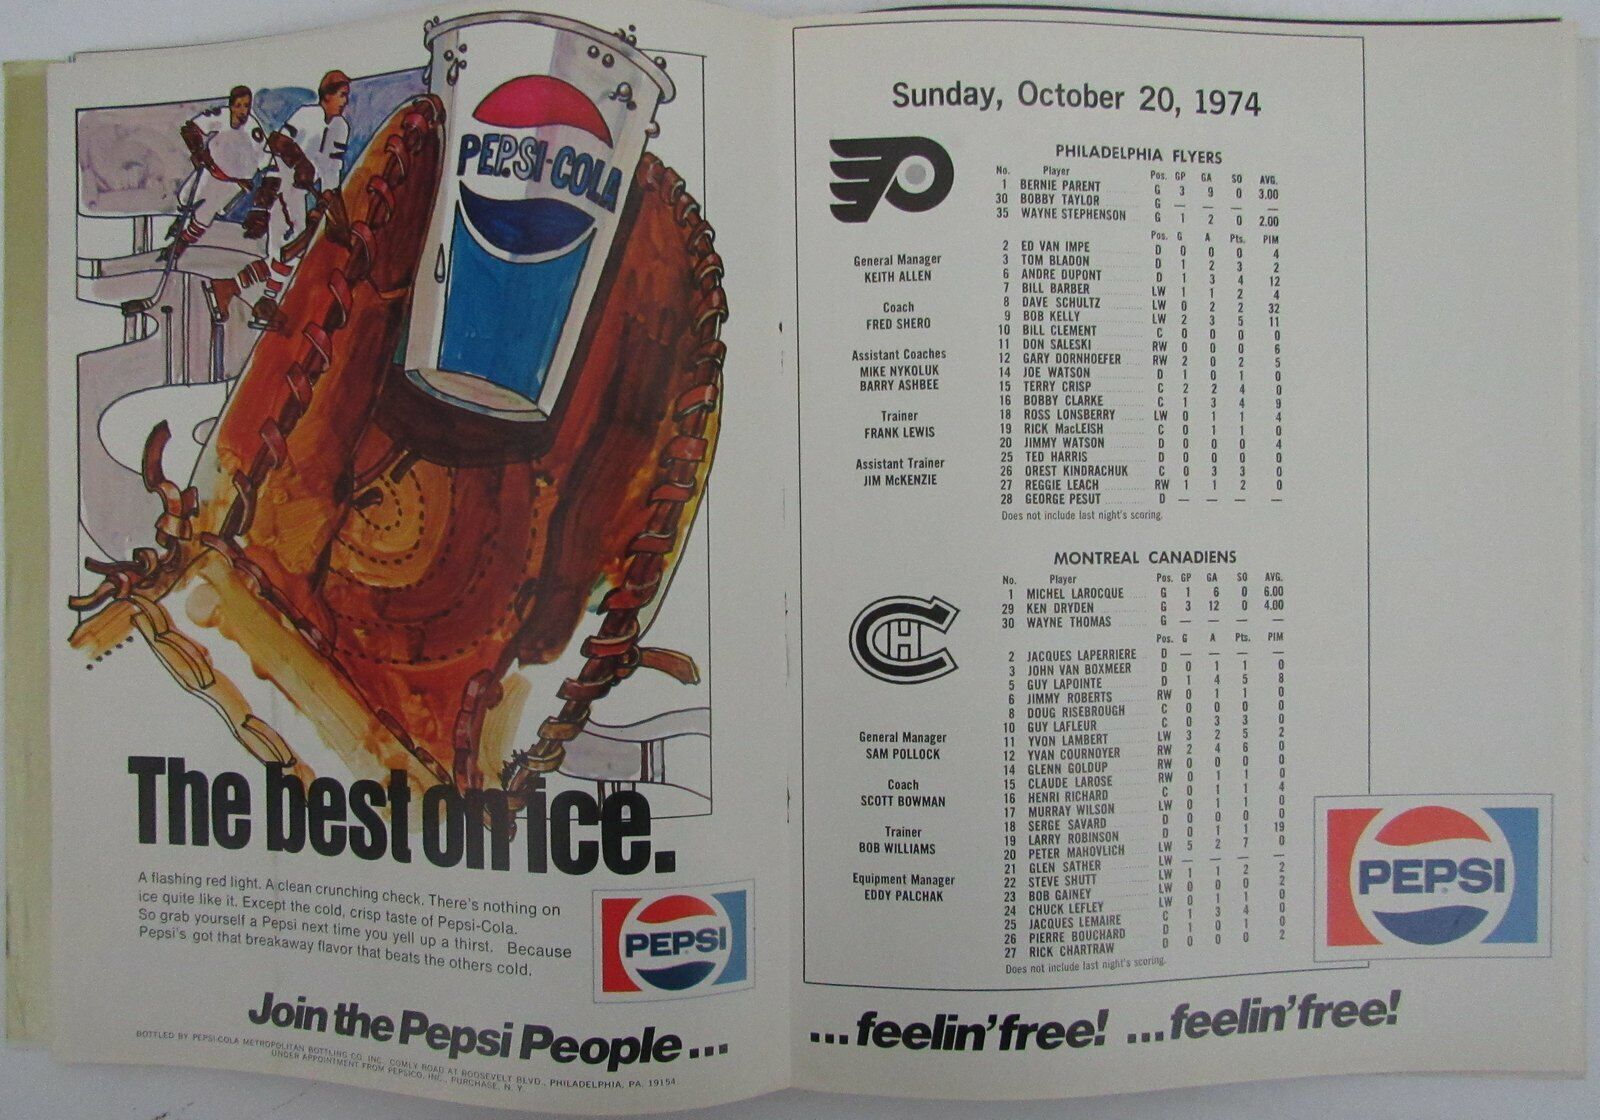 PEPSI-COLA
The best on ice.
A flashing red light. A clean crunching check. There's nothing on
ice quite like it. Except the cold, crisp taste of Pepsi-Cola.
So grab yourself a Pepsi next time you yell up a thirst. Because
Pepsi's got that breakaway flavor that beats the others cold.
PEPSI
Join the Pepsi People...
BOTTLED BY PEPSI-COLA METROPOLITAN BOTTLING CO. INC., COMLY ROAD AT ROOSEVELT BLVD., PHILADELPHIA, PA. 19154
UNDER APPOINTMENT FROM PEPSICO, INC., PURCHASE, N.Y.
Sunday, October 20, 1974
PHILADELPHIA FLYERS
No. Player Pos. GP GA SO AVG.
1 BERNIE PARENT G 3 9 0 3.00
30 BOBBY TAYLOR G — — — —
35 WAYNE STEPHENSON G 1 2 0 2.00
Pos. G A Pts. PIM
2 ED VAN IMPE D 0 0 0 4
3 TOM BLADON D 1 2 3 2
6 ANDRE DUPONT D 1 3 4 12
7 BILL BARBER LW 1 1 2 4
8 DAVE SCHULTZ LW 0 2 2 32
9 BOB KELLY LW 2 3 5 11
10 BILL CLEMENT C 0 0 0 0
11 DON SALESKI RW 0 0 0 6
12 GARY DORNHOEFER RW 2 0 2 5
14 JOE WATSON D 1 0 1 0
15 TERRY CRISP C 2 2 4 0
16 BOBBY CLARKE C 1 3 4 9
18 ROSS LONSBERRY LW 0 1 1 4
19 RICK MacLEISH C 0 1 1 0
20 JIMMY WATSON D 0 0 0 4
25 TED HARRIS D 0 0 0 0
26 OREST KINDRACHUK C 0 3 3 0
27 REGGIE LEACH RW 1 1 2 0
28 GEORGE PESUT D — — — —
Does not include last night's scoring.
General Manager
KEITH ALLEN
Coach
FRED SHERO
Assistant Coaches
MIKE NYKOLUK
BARRY ASHBEE
Trainer
FRANK LEWIS
Assistant Trainer
JIM McKENZIE
MONTREAL CANADIENS
No. Player Pos. GP GA SO AVG.
1 MICHEL LAROCQUE G 1 6 0 6.00
29 KEN DRYDEN G 3 12 0 4.00
30 WAYNE THOMAS G — — — —
Pos. G A Pts. PIM
2 JACQUES LAPERRIERE D — — — —
3 JOHN VAN BOXMEER D 0 1 1 0
5 GUY LAPOINTE D 1 4 5 8
6 JIMMY ROBERTS RW 0 1 1 0
8 DOUG RISEBROUGH C 0 0 0 0
10 GUY LAFLEUR C 0 3 3 0
11 YVON LAMBERT LW 3 2 5 2
12 YVAN COURNOYER RW 2 4 6 0
14 GLENN GOLDUP RW 0 0 0 0
15 CLAUDE LAROSE RW 0 1 1 4
16 HENRI RICHARD C 0 1 1 0
17 MURRAY WILSON LW 0 1 1 0
18 SERGE SAVARD D 0 0 0 0
19 LARRY ROBINSON D 0 1 1 19
20 PETER MAHOVLICH LW 5 2 7 0
21 GLEN SATHER LW — — — —
22 STEVE SHUTT LW 1 1 2 2
23 BOB GAINEY LW 0 0 0 2
24 CHUCK LEFLEY LW 0 1 1 0
25 JACQUES LEMAIRE C 1 3 4 0
26 PIERRE BOUCHARD D 1 0 1 0
27 RICK CHARTRAW D 0 0 0 2
Does not include last night's scoring.
General Manager
SAM POLLOCK
Coach
SCOTT BOWMAN
Trainer
BOB WILLIAMS
Equipment Manager
EDDY PALCHAK
PEPSI
...feelin' free! ...feelin' free!